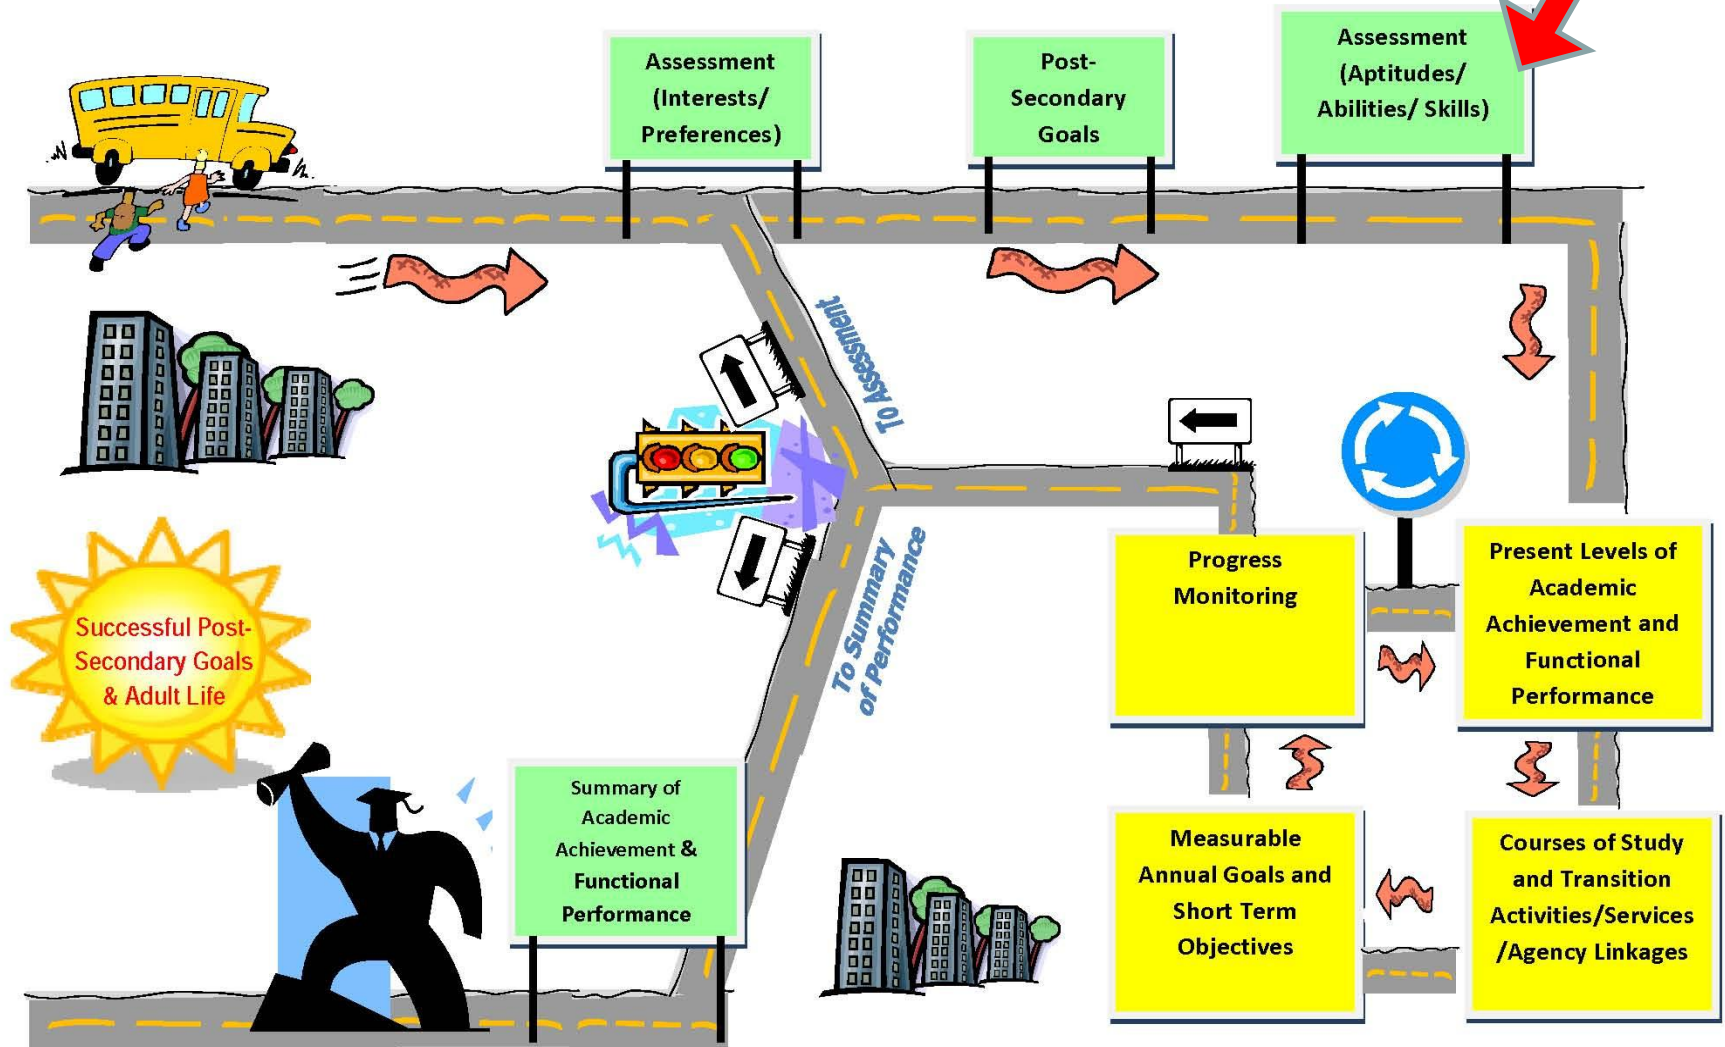 Assessment
(Interests/
Preferences)
Post-
Secondary
Goals
Assessment
(Aptitudes/
Abilities/ Skills)
To Assessment
To Summary
of Performance
Progress
Monitoring
Present Levels of
Academic
Achievement and
Functional
Performance
Measurable
Annual Goals and
Short Term
Objectives
Courses of Study
and Transition
Activities/Services
/Agency Linkages
Summary of
Academic
Achievement &
Functional
Performance
Successful Post-
Secondary Goals
& Adult Life